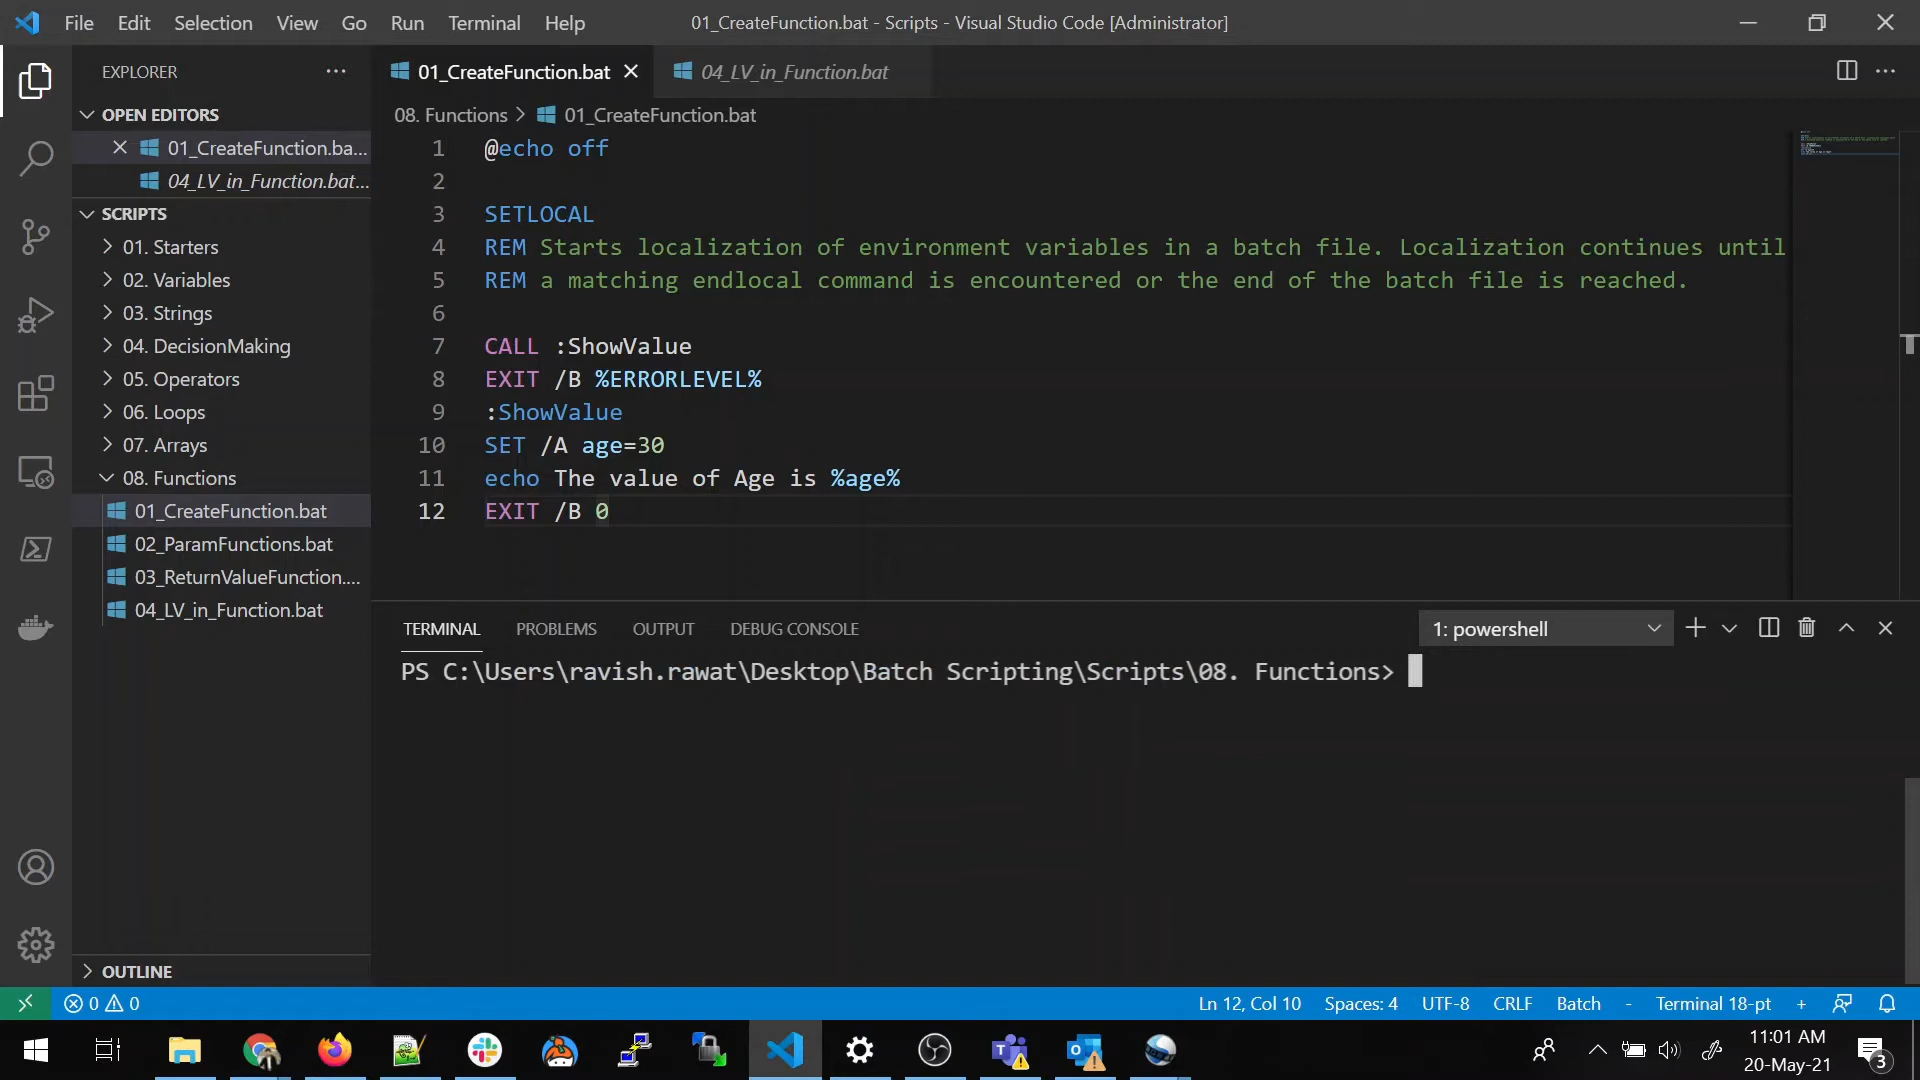 File Edit Selection View Go Run Terminal Help
01_CreateFunction.bat - Scripts - Visual Studio Code [Administrator]
EXPLORER
OPEN EDITORS
01_CreateFunction.ba...
04_LV_in_Function.bat...
SCRIPTS
01. Starters
02. Variables
03. Strings
04. DecisionMaking
05. Operators
06. Loops
07. Arrays
08. Functions
01_CreateFunction.bat
02_ParamFunctions.bat
03_ReturnValueFunction....
04_LV_in_Function.bat
OUTLINE
01_CreateFunction.bat
04_LV_in_Function.bat
08. Functions > 01_CreateFunction.bat
1 @echo off
2
3 SETLOCAL
4 REM Starts localization of environment variables in a batch file. Localization continues until
5 REM a matching endlocal command is encountered or the end of the batch file is reached.
6
7 CALL :ShowValue
8 EXIT /B %ERRORLEVEL%
9 :ShowValue
10 SET /A age=30
11 echo The value of Age is %age%
12 EXIT /B 0
TERMINAL PROBLEMS OUTPUT DEBUG CONSOLE
1: powershell
PS C:\Users\ravish.rawat\Desktop\Batch Scripting\Scripts\08. Functions>
0 0
Ln 12, Col 10 Spaces: 4 UTF-8 CRLF Batch - Terminal 18-pt +
11:01 AM
20-May-21
3